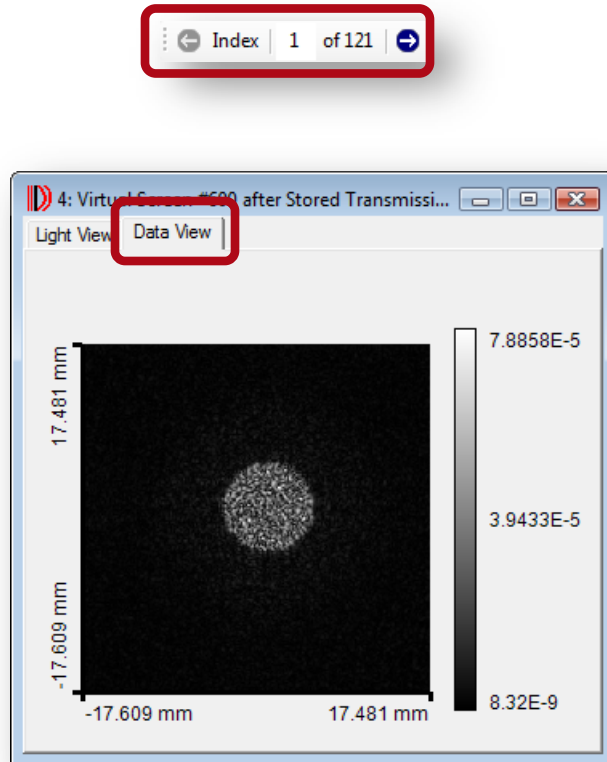 Index 1 of 121
4: Virtual Screen #600 after Stored Transmissi...
Light View Data View
7.8858E-5
17.481 mm
3.9433E-5
-17.609 mm
8.32E-9
-17.609 mm 17.481 mm